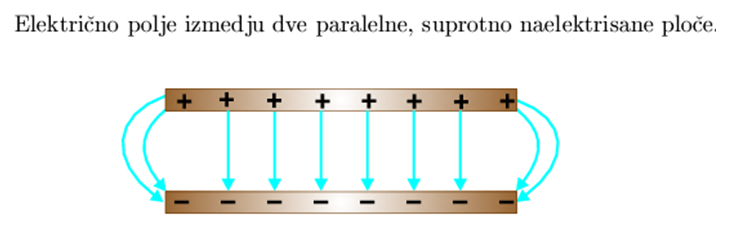 Električno polje izmedju dve paralelne, suprotno naelektrisane ploče.
+ + + + + + + +
− − − − − − − −